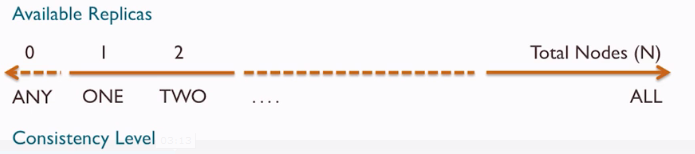 Available Replicas
0 1 2 Total Nodes (N)
ANY ONE TWO .... ALL
Consistency Level